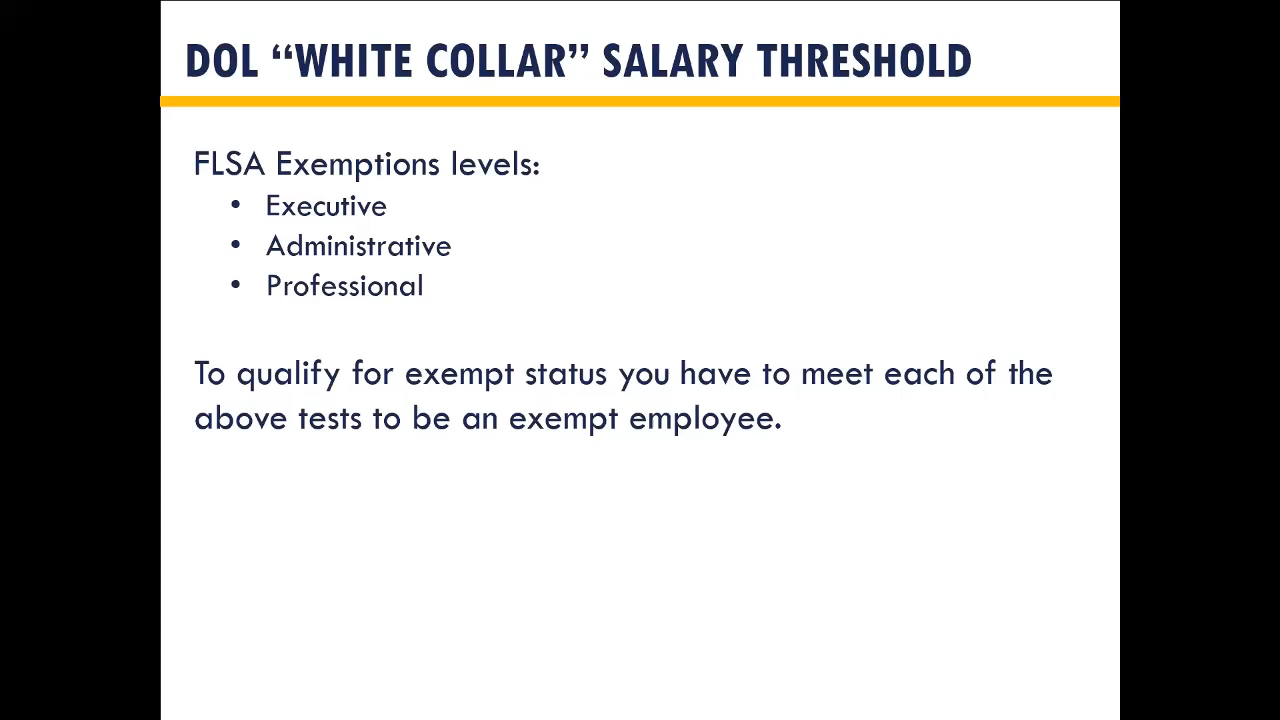 DOL “WHITE COLLAR” SALARY THRESHOLD
FLSA Exemptions levels:
• Executive
• Administrative
• Professional
To qualify for exempt status you have to meet each of the
above tests to be an exempt employee.